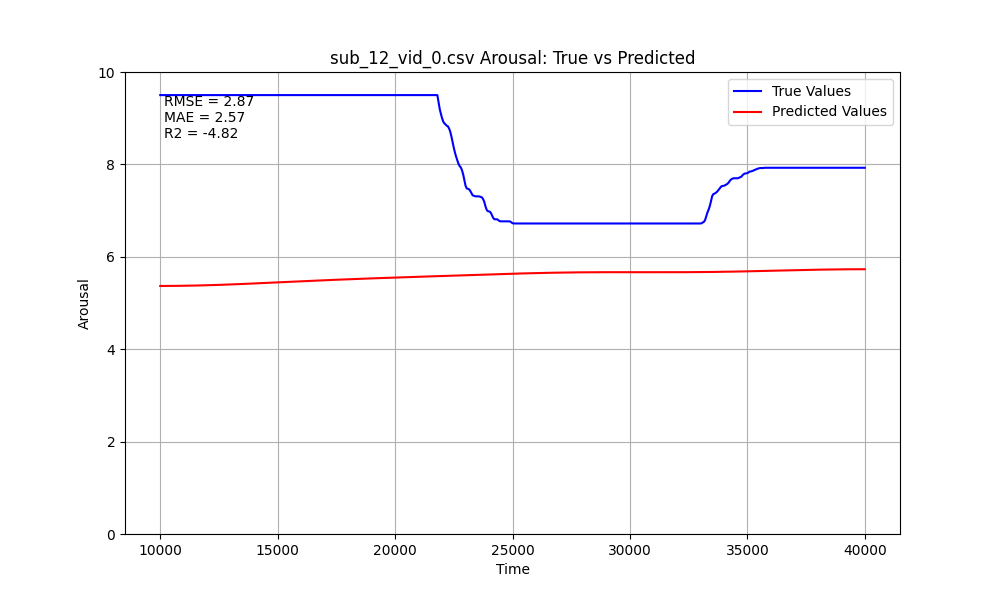 sub_12_vid_0.csv Arousal: True vs Predicted
10
8
6
4
2
0
Arousal
RMSE = 2.87
MAE = 2.57
R2 = -4.82
True Values
Predicted Values
10000 15000 20000 25000 30000 35000 40000
Time